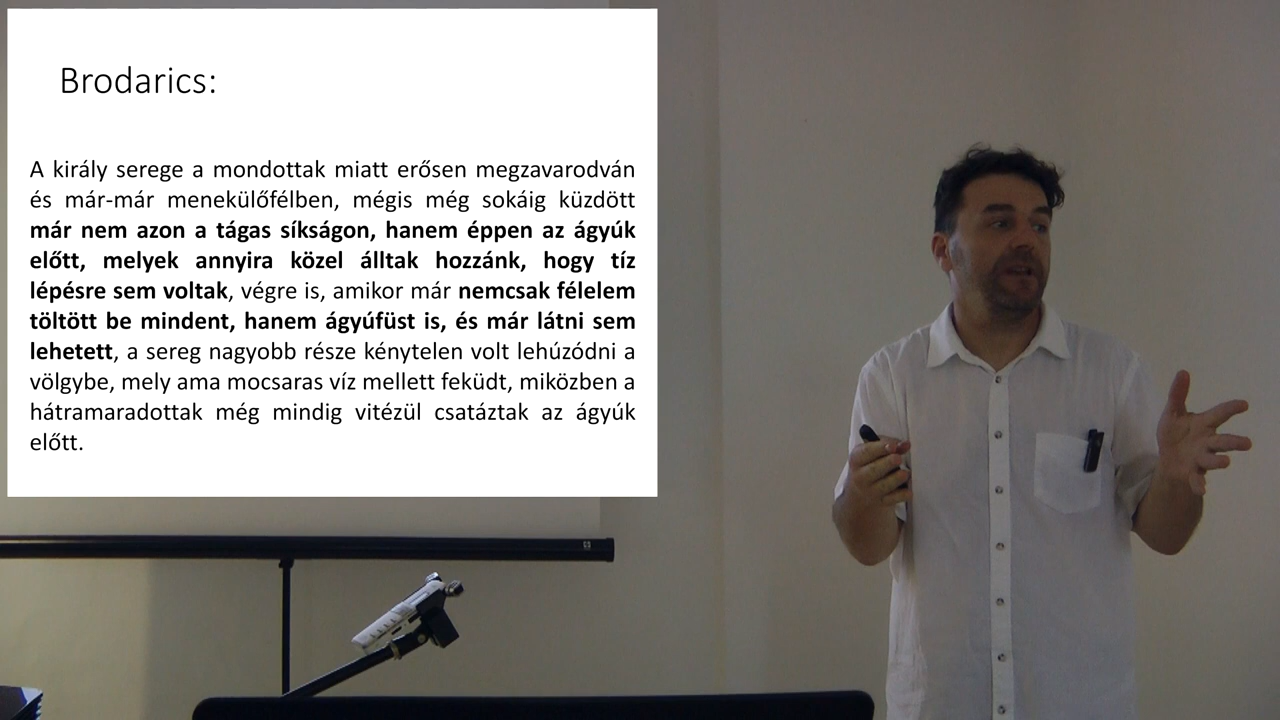 Brodarics:
A király serege a mondottak miatt erősen megzavarodván
és már-már menekülőfélben, mégis még sokáig küzdött
már nem azon a tágas síkságon, hanem éppen az ágyúk
előtt, melyek annyira közel álltak hozzánk, hogy tíz
lépésre sem voltak, végre is, amikor már nemcsak félelem
töltött be mindent, hanem ágyúfüst is, és már látni sem
lehetett, a sereg nagyobb része kénytelen volt lehúzódni a
völgybe, mely ama mocsaras víz mellett feküdt, miközben a
hátramaradottak még mindig vitézül csatáztak az ágyúk
előtt.